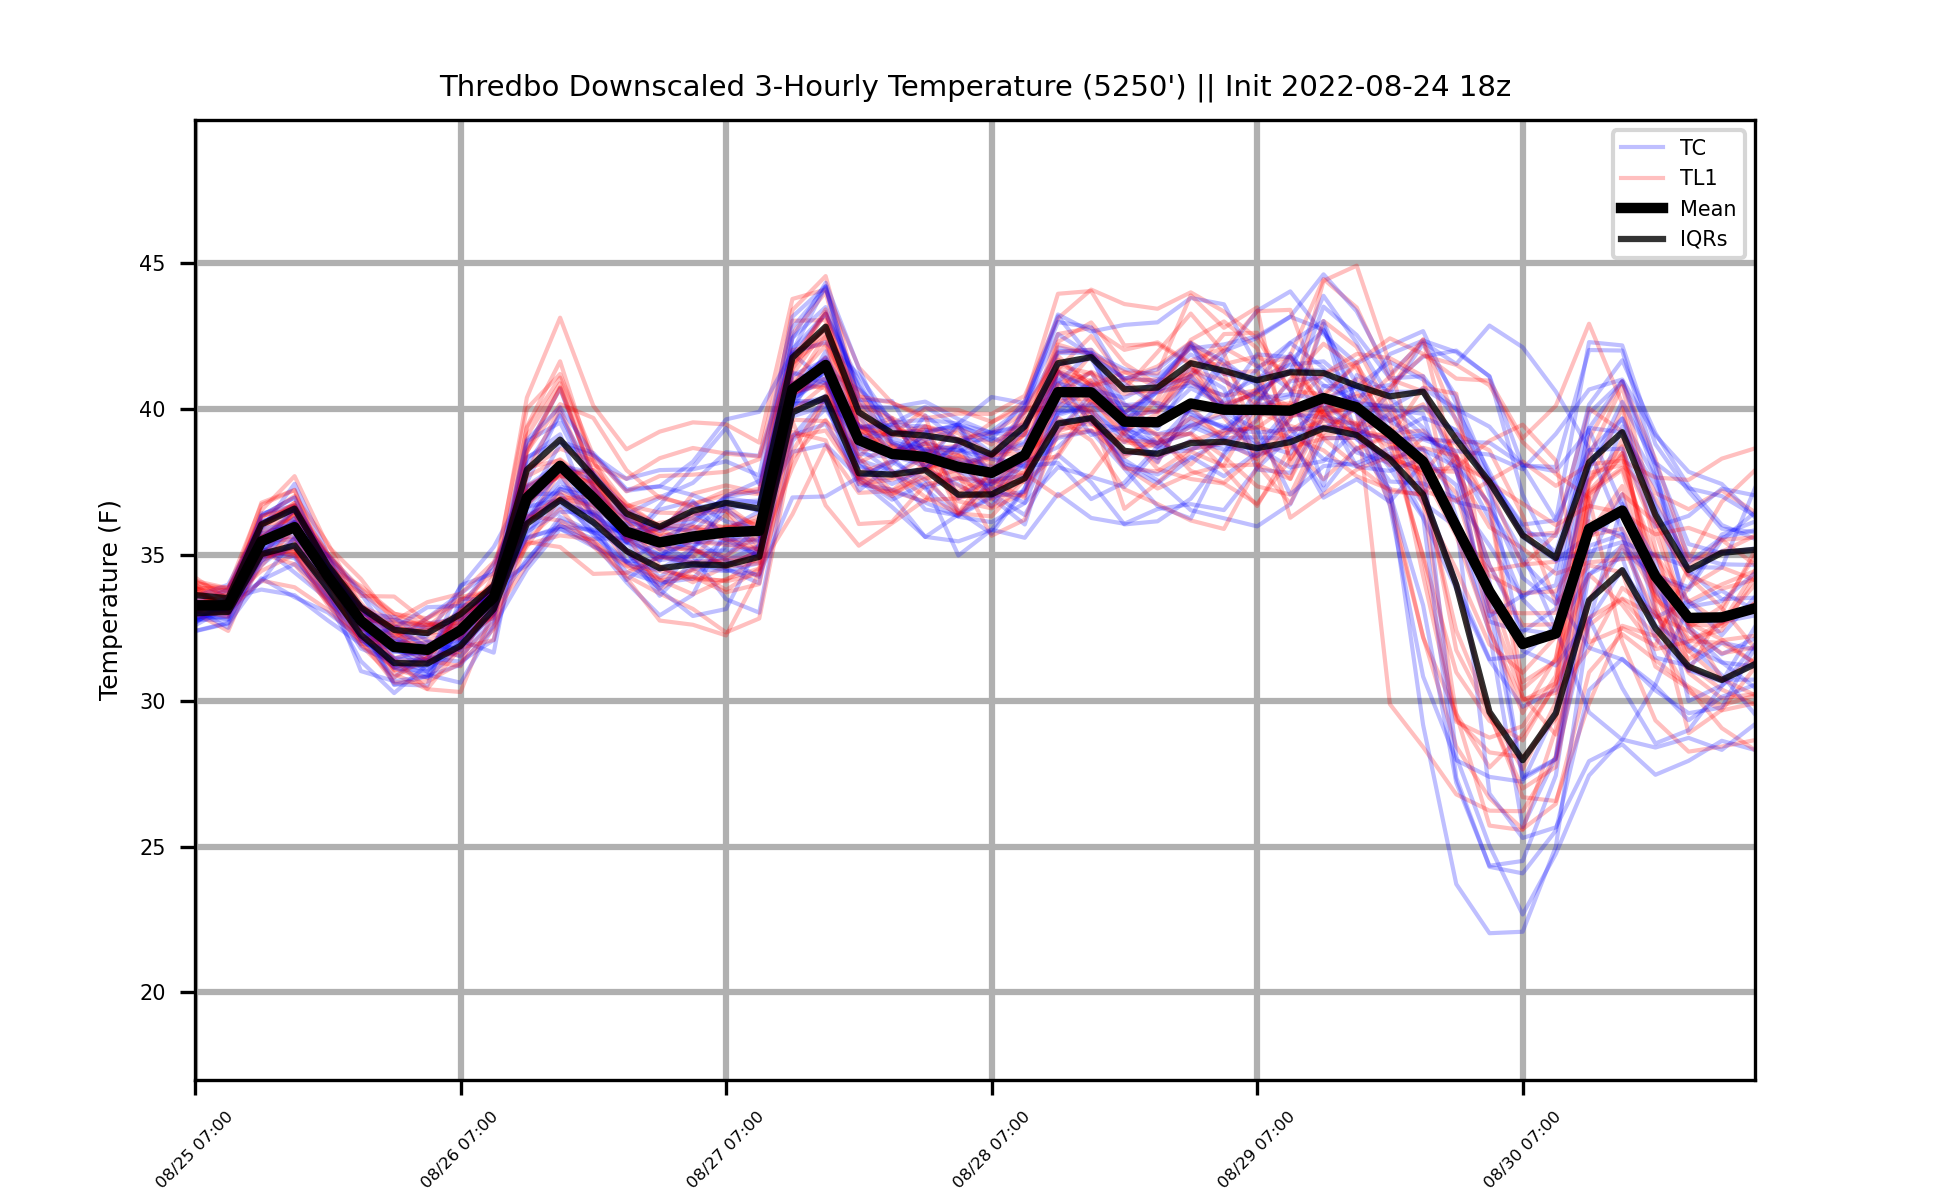 Thredbo Downscaled 3-Hourly Temperature (5250') || Init 2022-08-24 18z
TC
TL1
Mean
IQRs
Temperature (F)
45
40
35
30
25
20
08/25 07:00
08/26 07:00
08/27 07:00
08/28 07:00
08/29 07:00
08/30 07:00